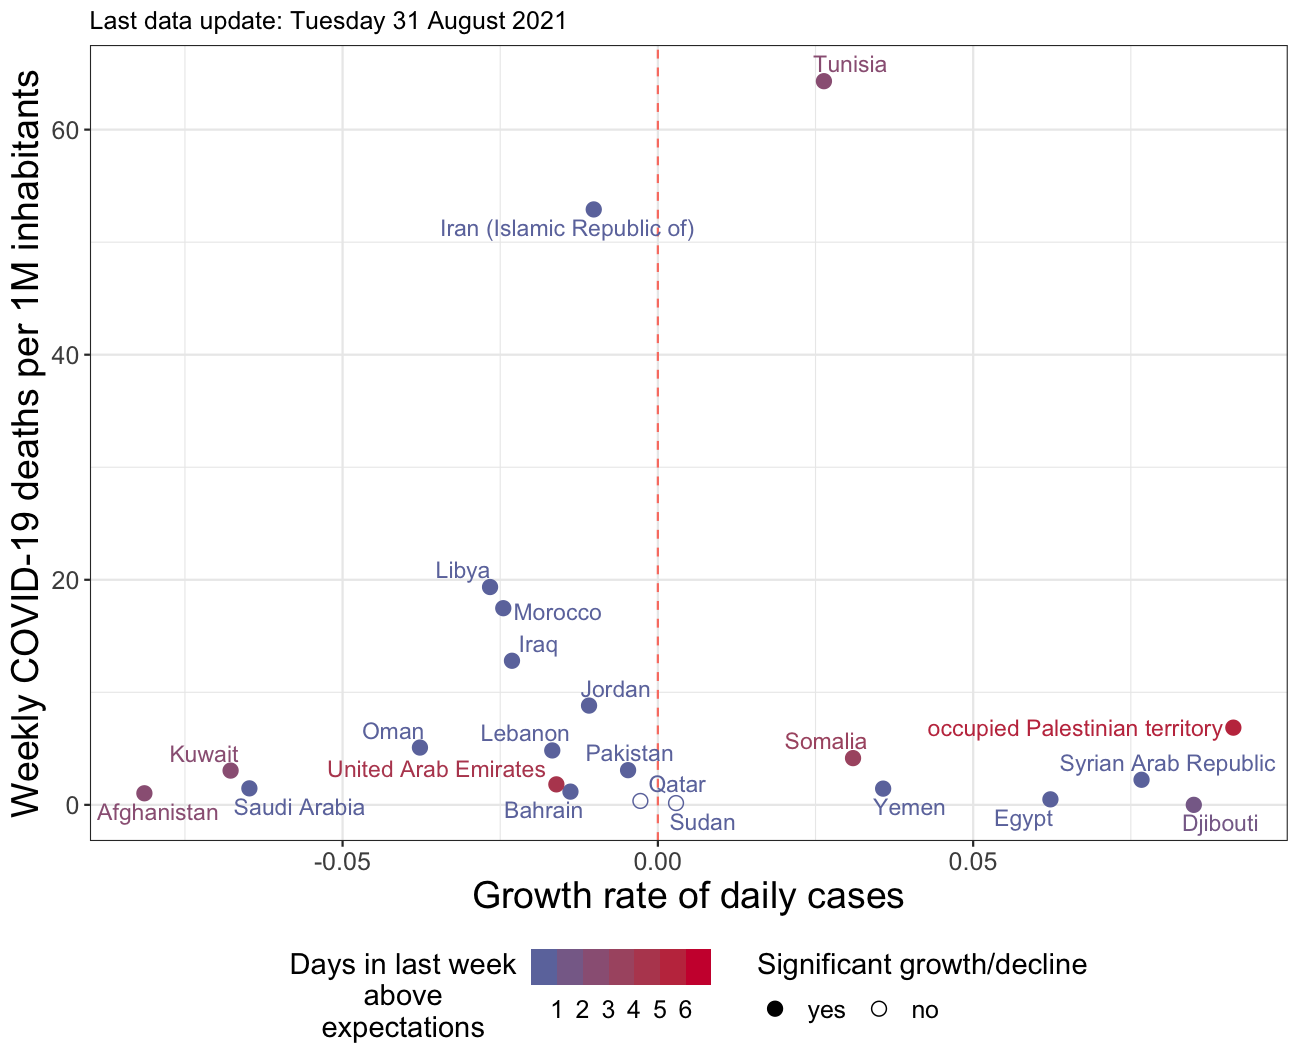 Last data update: Tuesday 31 August 2021
Weekly COVID-19 deaths per 1M inhabitants
60
40
20
0
Tunisia
Iran (Islamic Republic of)
Libya
Morocco
Iraq
Jordan
Oman
Lebanon
occupied Palestinian territory
Somalia
Kuwait
Pakistan
Syrian Arab Republic
United Arab Emirates
Qatar
Afghanistan
Saudi Arabia
Bahrain
Sudan
Yemen
Egypt
Djibouti
-0.05
0.00
0.05
Growth rate of daily cases
Days in last week
above
expectations
1 2 3 4 5 6
Significant growth/decline
yes
no